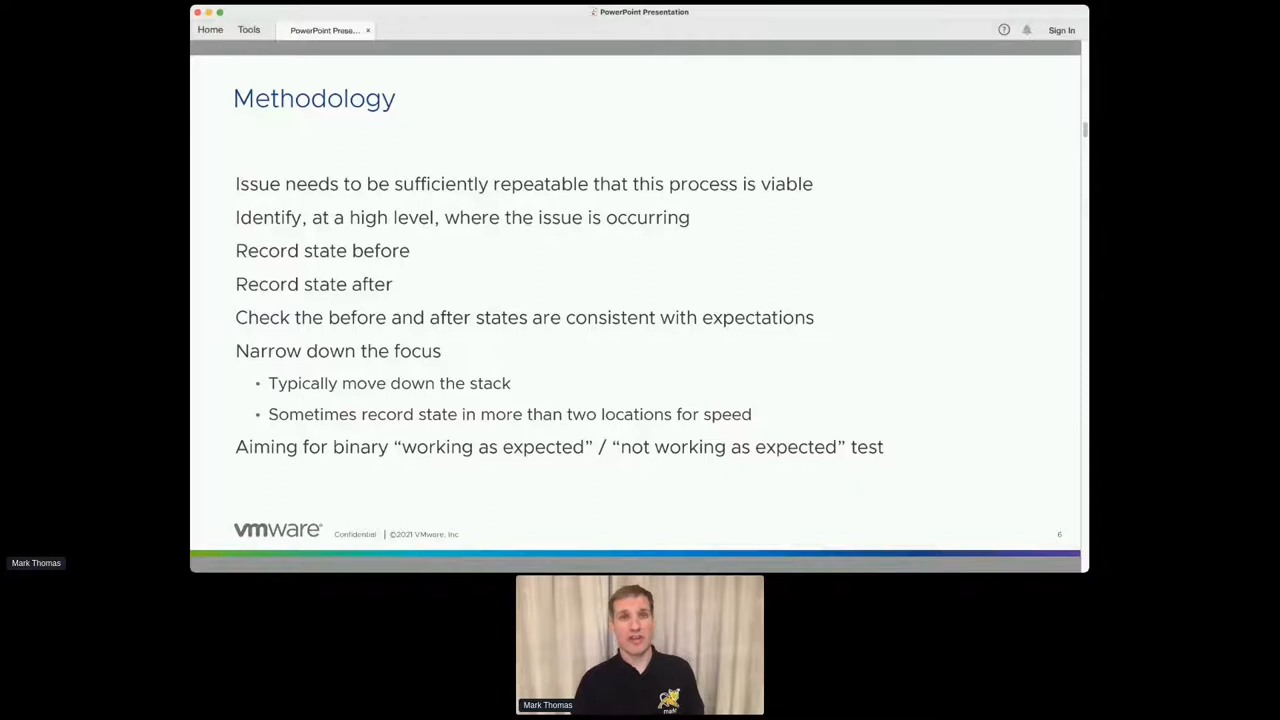 PowerPoint Presentation
Home Tools PowerPoint Prese... × ? Sign In
Methodology
Issue needs to be sufficiently repeatable that this process is viable
Identify, at a high level, where the issue is occurring
Record state before
Record state after
Check the before and after states are consistent with expectations
Narrow down the focus
• Typically move down the stack
• Sometimes record state in more than two locations for speed
Aiming for binary “working as expected” / “not working as expected” test
vmware® Confidential | ©2021 VMware, Inc 6
Mark Thomas
Mark Thomas